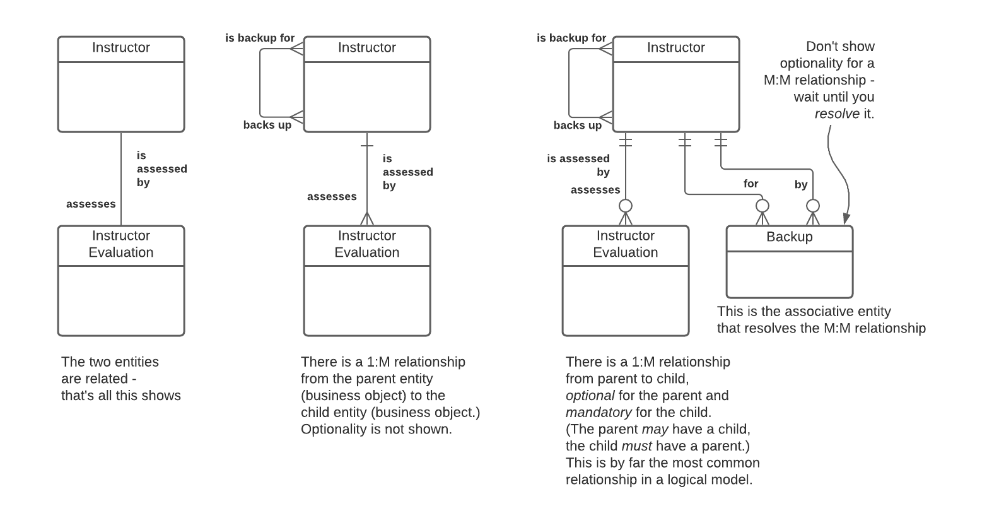 Instructor
is
assessed
by
assesses
Instructor
Evaluation
The two entities
are related -
that's all this shows
is backup for
Instructor
backs up
is
assessed
by
assesses
Instructor
Evaluation
There is a 1:M relationship
from the parent entity
(business object) to the
child entity (business object.)
Optionality is not shown.
is backup for
Instructor
backs up
is assessed
by
assesses
for
by
Instructor
Evaluation
Backup
Don't show
optionality for a
M:M relationship -
wait until you
resolve it.
This is the associative entity
that resolves the M:M relationship
There is a 1:M relationship
from parent to child,
optional for the parent and
mandatory for the child.
(The parent may have a child,
the child must have a parent.)
This is by far the most common
relationship in a logical model.